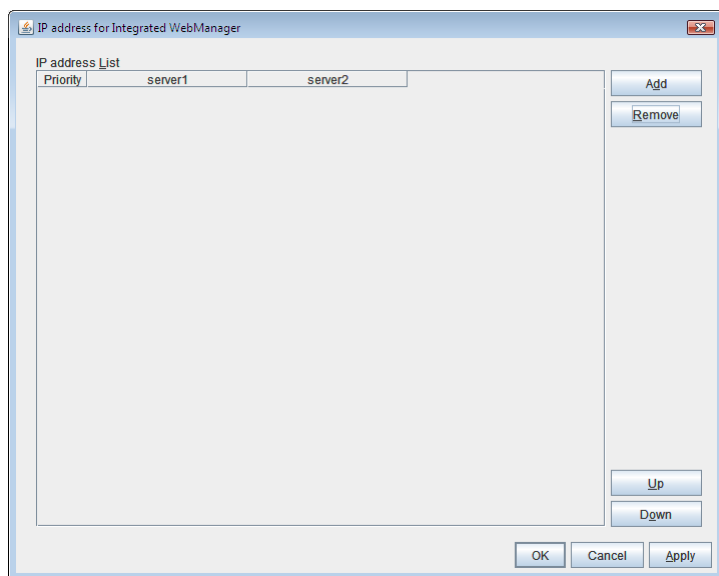 IP address for Integrated WebManager
IP address List
Priority server1 server2
Add
Remove
Up
Down
OK Cancel Apply